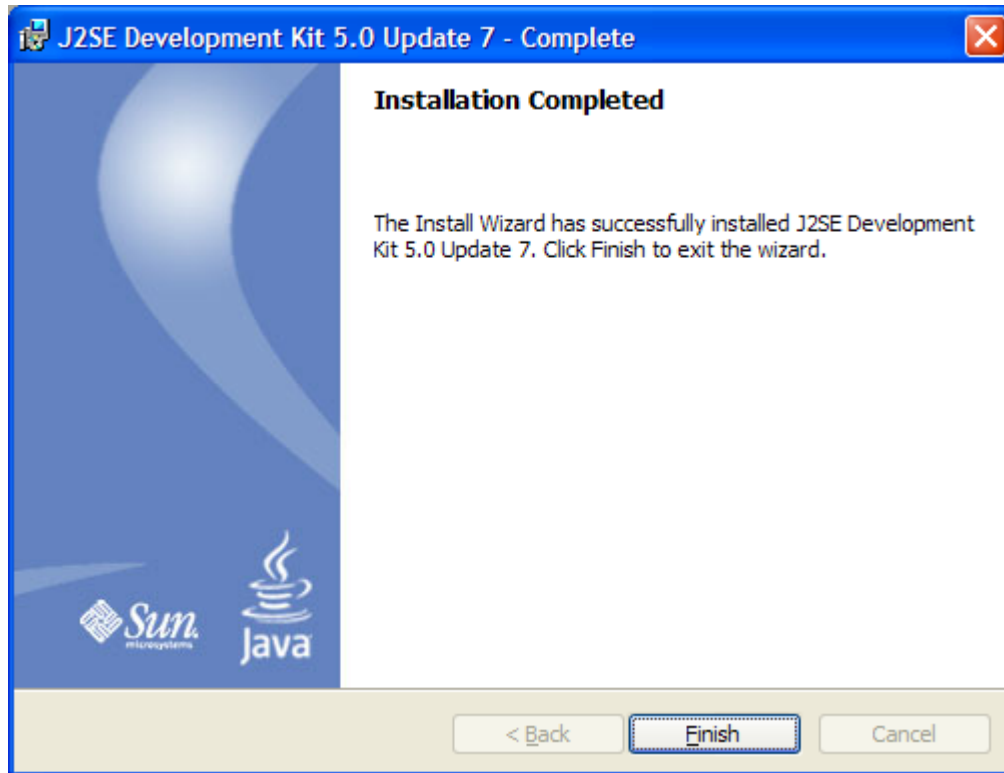 J2SE Development Kit 5.0 Update 7 - Complete
Installation Completed
The Install Wizard has successfully installed J2SE Development
Kit 5.0 Update 7. Click Finish to exit the wizard.
Sun
microsystems
Java
< Back
Finish
Cancel